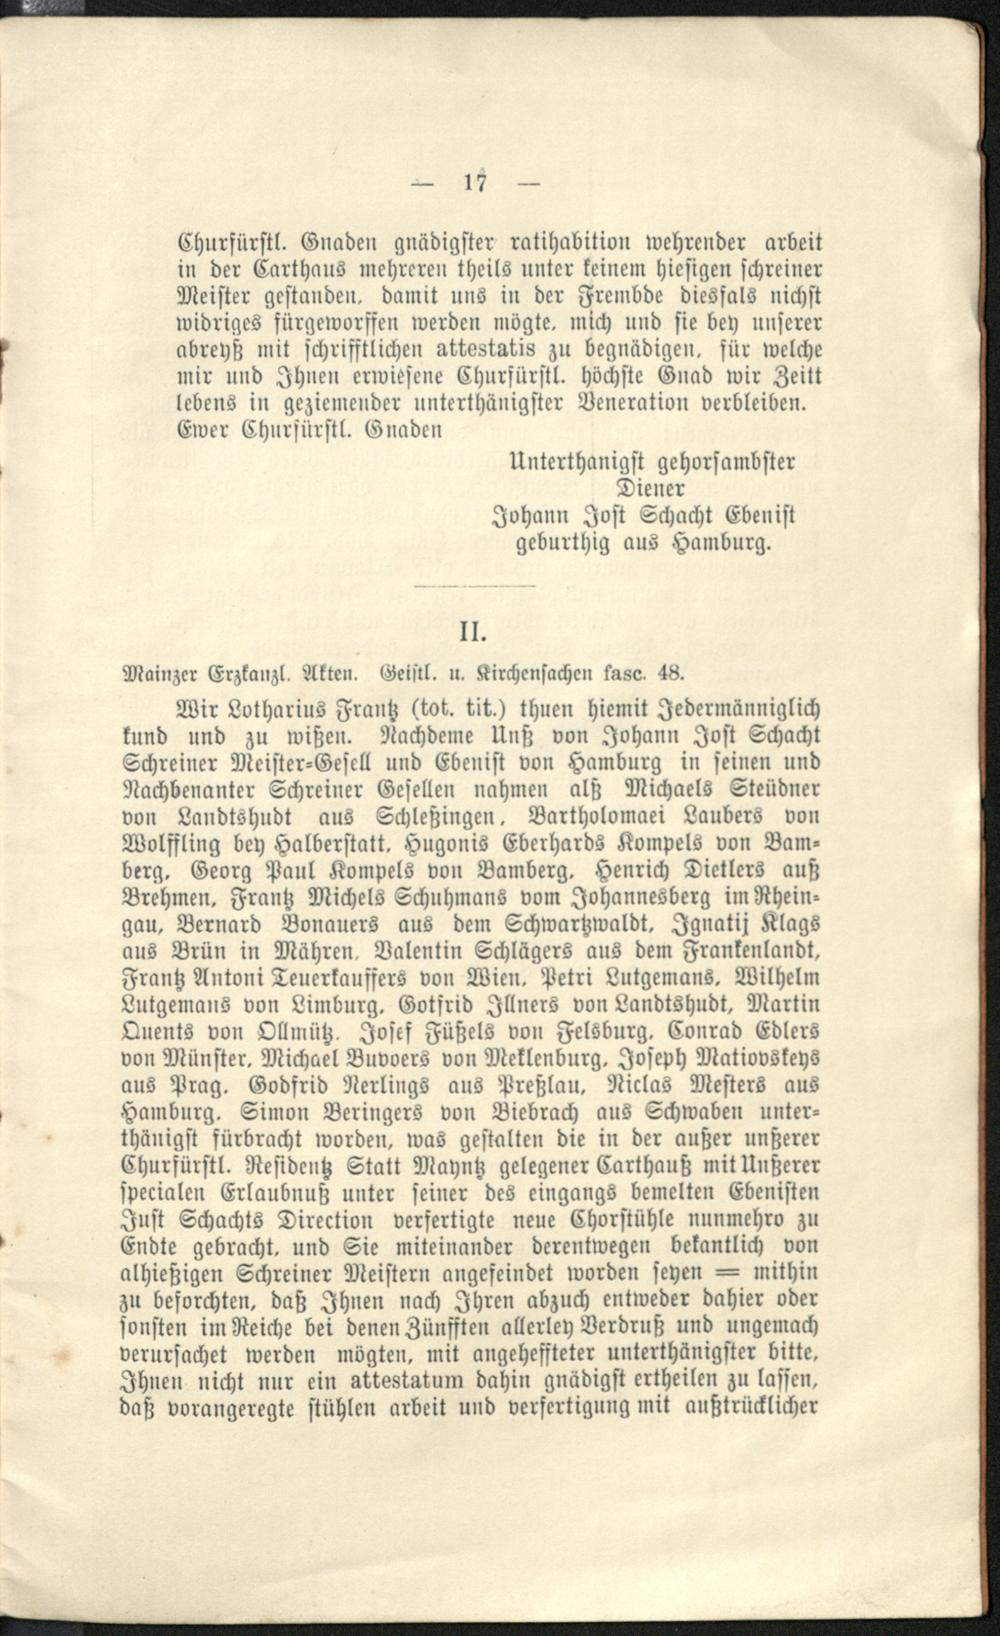 — 17 —
Churfürstl. Gnaden gnädigster ratihabition wehrender arbeit
in der Carthaus mehreren theils unter keinem hiesigen schreiner
Meister gestanden, damit uns in der Frembde diesfals nichst
widriges fürgeworffen werden mögte, mich und sie bey unserer
abreyß mit schrifftlichen attestatis zu begnädigen, für welche
mir und Ihnen erwiesene Churfürstl. höchste Gnad wir Zeitt
lebens in geziemender unterthänigster Veneration verbleiben.
Ewer Churfürstl. Gnaden
Unterthanigst gehorsambster
Diener
Johann Jost Schacht Ebenist
geburthig aus Hamburg.
II.
Mainzer Erzkanzl. Akten. Geistl. u. Kirchensachen fasc. 48.
Wir Lotharius Frantz (tot. tit.) thuen hiemit Jedermänniglich
kund und zu wißen. Nachdeme Unß von Johann Jost Schacht
Schreiner Meister-Gesell und Ebenist von Hamburg in seinen und
Nachbenanter Schreiner Gesellen nahmen alß Michaels Steüdner
von Landtshudt aus Schleßingen, Bartholomaei Laubers von
Wolffling bey Halberstatt, Hugonis Eberhards Kompels von Bam-
berg, Georg Paul Kompels von Bamberg, Henrich Dietlers auß
Brehmen, Frantz Michels Schuhmans vom Johannesberg im Rhein-
gau, Bernard Bonauers aus dem Schwartzwaldt, Ignatij Klags
aus Brün in Mähren, Valentin Schlägers aus dem Frankenlandt,
Frantz Antoni Teuerkauffers von Wien, Petri Lutgemans, Wilhelm
Lutgemans von Limburg, Gotfrid Illners von Landtshudt, Martin
Quents von Ollmütz, Josef Füßels von Felsburg, Conrad Edlers
von Münster, Michael Buvoers von Meklenburg, Joseph Matiovskeys
aus Prag, Godfrid Nerlings aus Preßlau, Niclas Mesters aus
Hamburg, Simon Beringers von Biebrach aus Schwaben unter-
thänigst fürbracht worden, was gestalten die in der außer unßerer
Churfürstl. Residentz Statt Mayntz gelegener Carthauß mit Unßerer
specialen Erlaubnuß unter seiner des eingangs bemelten Ebenisten
Just Schachts Direction verfertigte neue Chorstühle nunmehro zu
Endte gebracht, und Sie miteinander derentwegen bekantlich von
alhießigen Schreiner Meistern angefeindet worden seyen = mithin
zu besorchten, daß Ihnen nach Ihren abzuch entweder dahier oder
sonsten im Reiche bei denen Zünfften allerley Verdruß und ungemach
verursachet werden mögten, mit angeheffteter unterthänigster bitte,
Ihnen nicht nur ein attestatum dahin gnädigst ertheilen zu lassen,
daß vorangeregte stühlen arbeit und verfertigung mit außtrücklicher